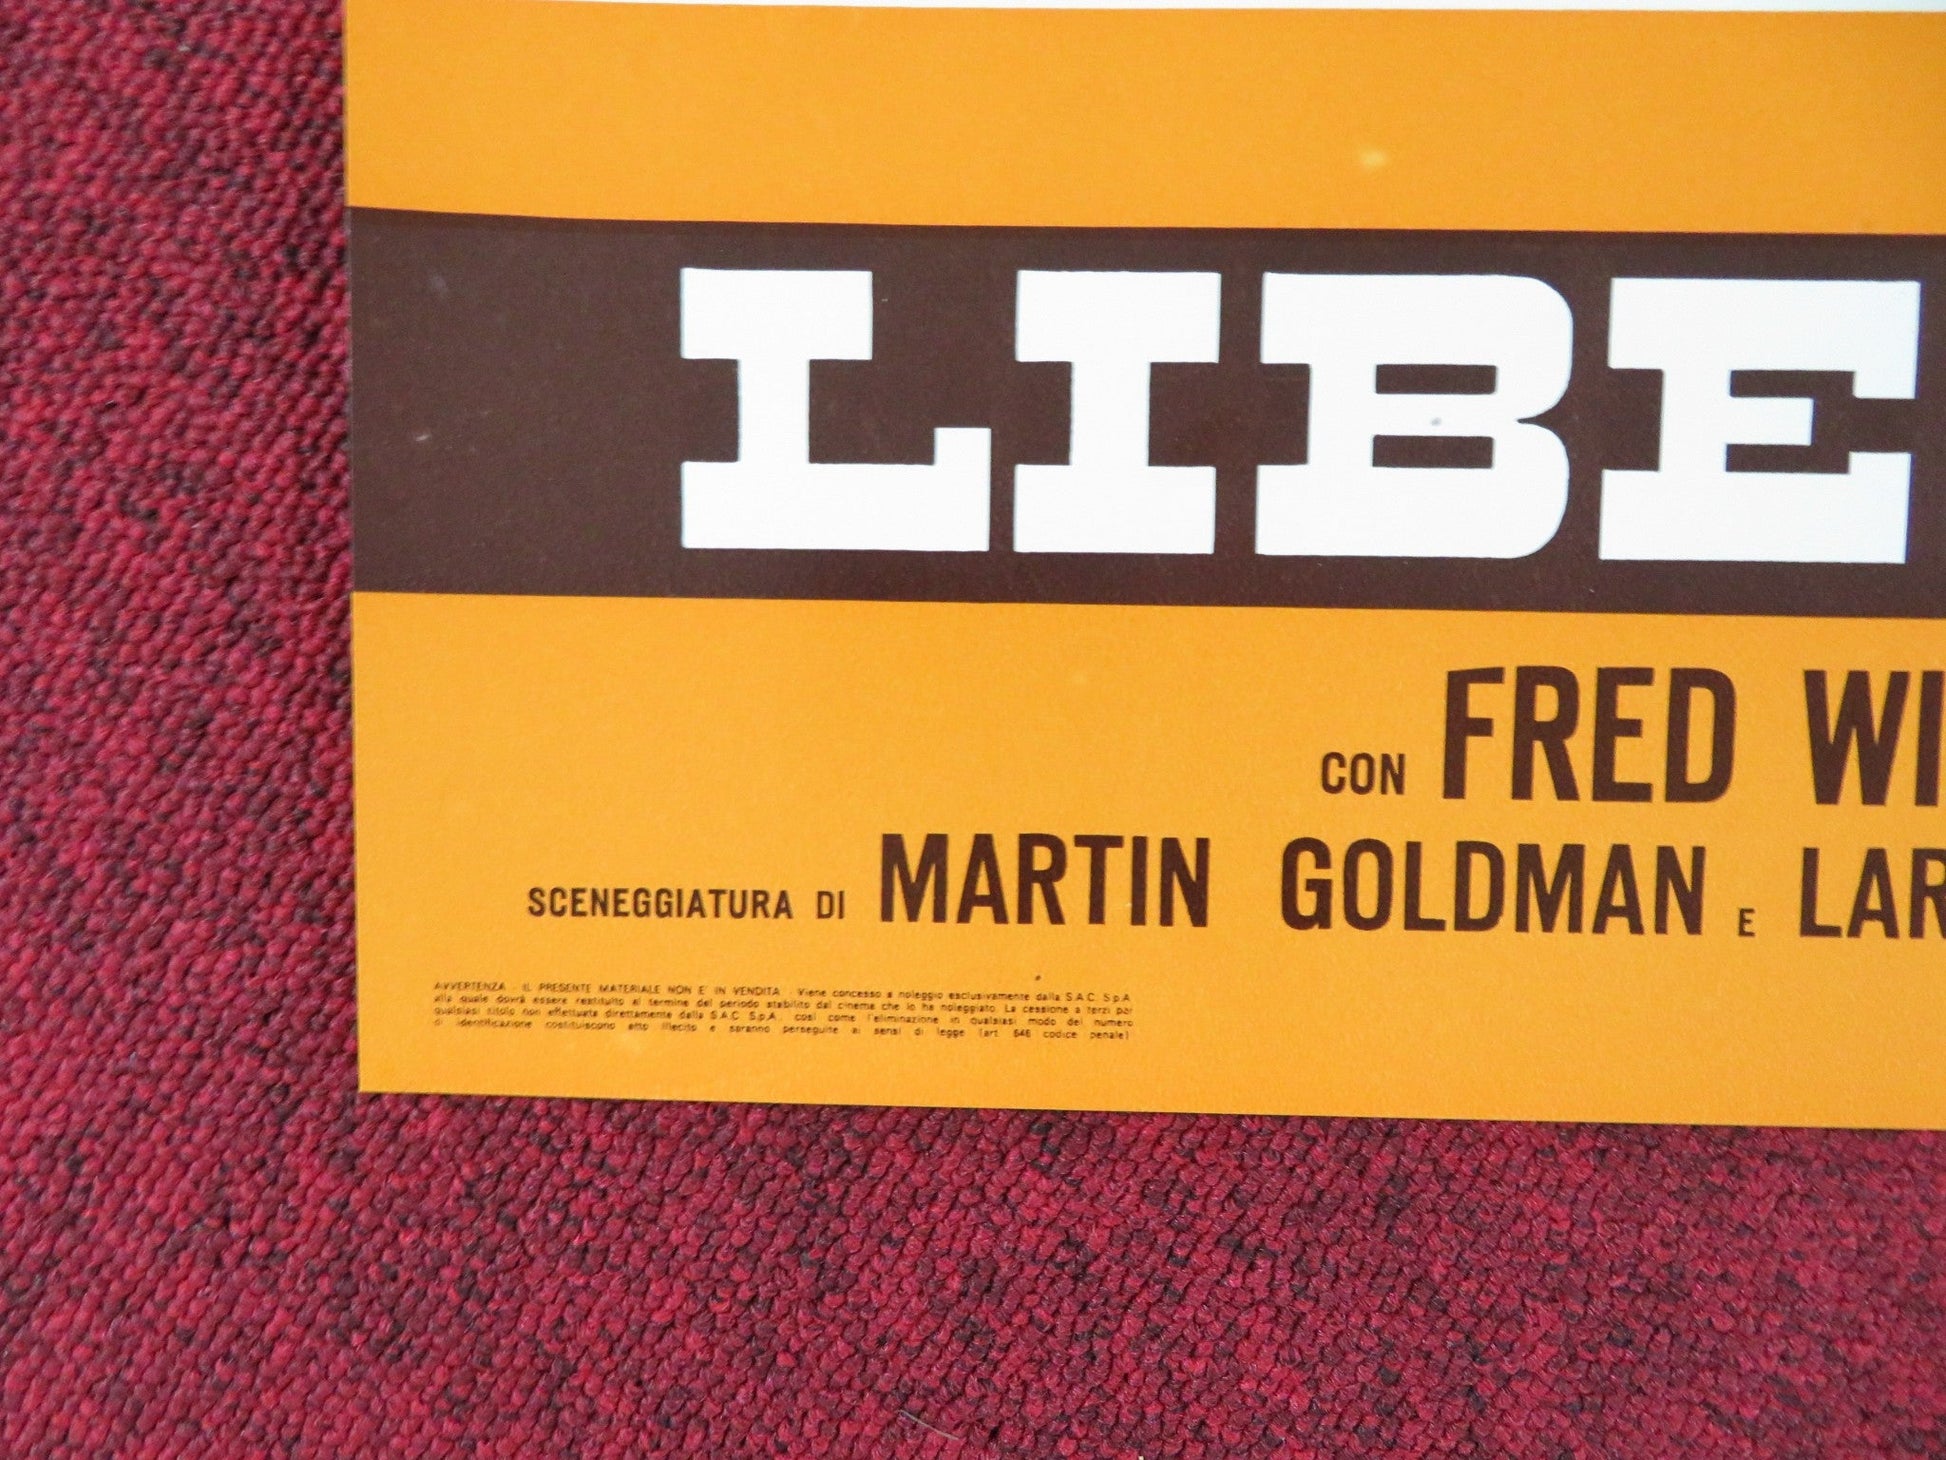 LIBE
CON FRED WI
SCENEGGIATURA DI MARTIN GOLDMAN E LAR
AVVERTENZA - IL PRESENTE MATERIALE NON E' IN VENDITA - Viene concesso a noleggio esclusivamente dalla S.A.C. S.p.A
alla quale dovrà essere restituito al termine del periodo stabilito dal cinema che lo ha noleggiato. La cessione a terzi per
qualsiasi titolo non effettuata direttamente dalla S.A.C. S.p.A., così come l'eliminazione in qualsiasi modo del numero
di identificazione costituiscono atto illecito e saranno perseguite ai sensi di legge (art. 646 codice penale)